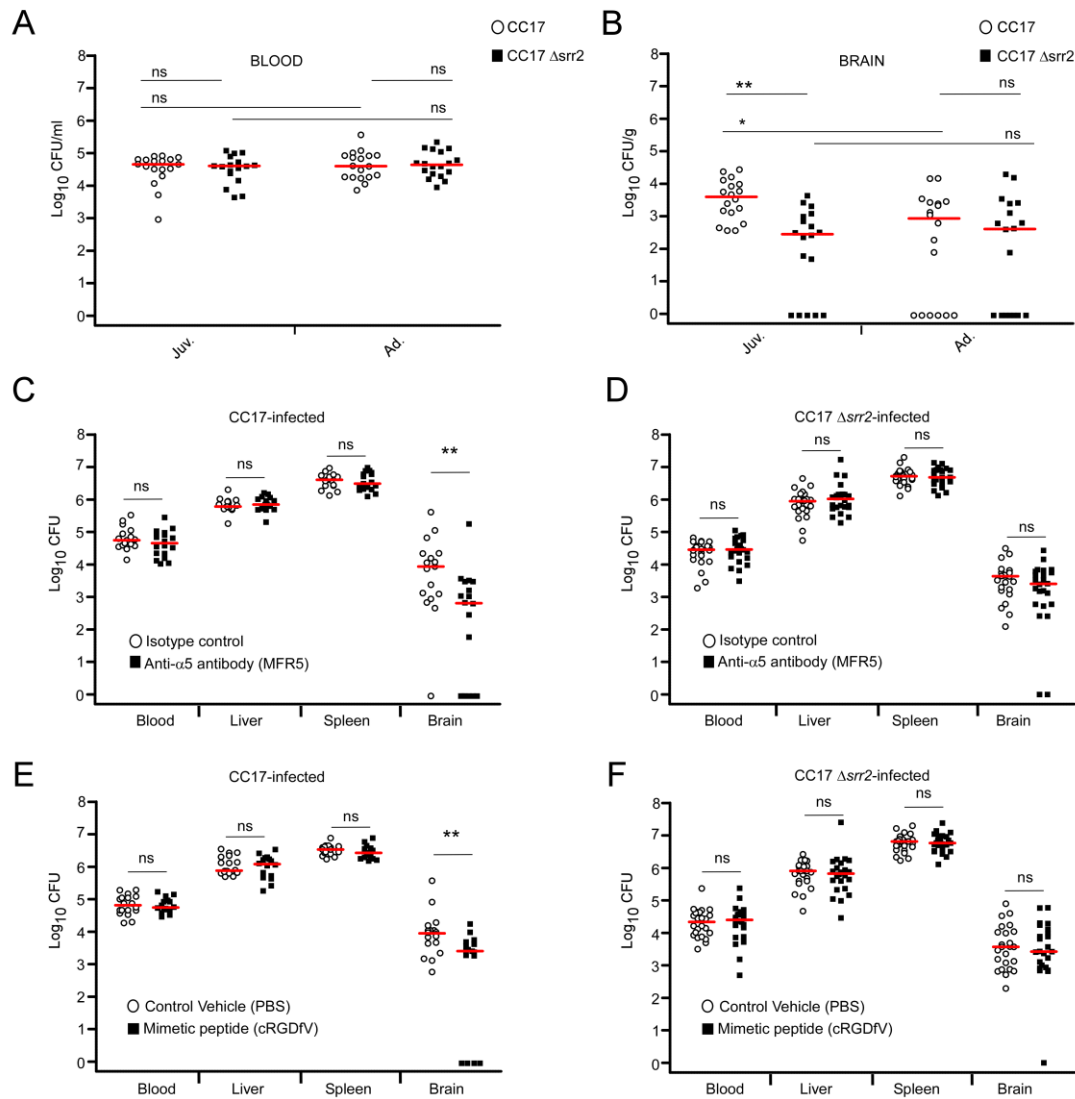 A
○ CC17
■ CC17 Δsrr2
BLOOD
8
7
6
5
4
3
2
1
0
Log10 CFU/ml
ns
ns
ns
ns
Juv.
Ad.
B
○ CC17
■ CC17 Δsrr2
BRAIN
8
7
6
5
4
3
2
1
0
Log10 CFU/g
**
ns
*
ns
Juv.
Ad.
C
CC17-infected
8
7
6
5
4
3
2
1
0
Log10 CFU
ns
ns
ns
**
○ Isotype control
■ Anti-α5 antibody (MFR5)
Blood Liver Spleen Brain
D
CC17 Δsrr2-infected
8
7
6
5
4
3
2
1
0
Log10 CFU
ns
ns
ns
ns
○ Isotype control
■ Anti-α5 antibody (MFR5)
Blood Liver Spleen Brain
E
CC17-infected
8
7
6
5
4
3
2
1
0
Log10 CFU
ns
ns
ns
**
○ Control Vehicle (PBS)
■ Mimetic peptide (cRGDfV)
Blood Liver Spleen Brain
F
CC17 Δsrr2-infected
8
7
6
5
4
3
2
1
0
Log10 CFU
ns
ns
ns
ns
○ Control Vehicle (PBS)
■ Mimetic peptide (cRGDfV)
Blood Liver Spleen Brain